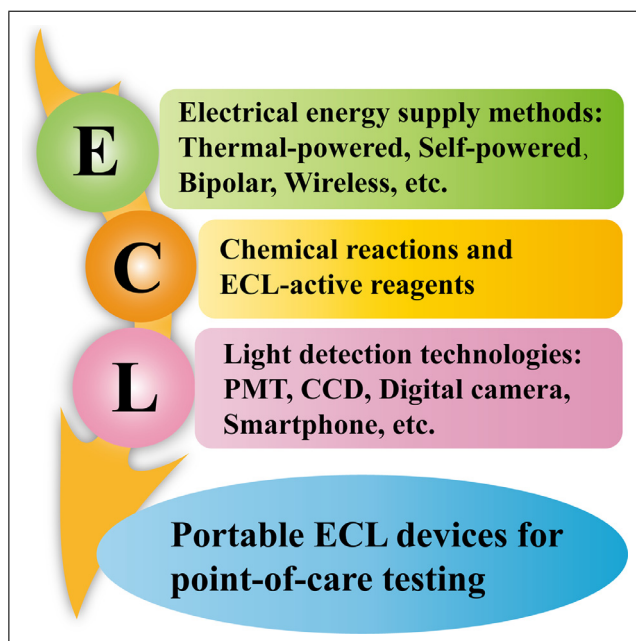 E
Electrical energy supply methods:
Thermal-powered, Self-powered,
Bipolar, Wireless, etc.
C
Chemical reactions and
ECL-active reagents
L
Light detection technologies:
PMT, CCD, Digital camera,
Smartphone, etc.
Portable ECL devices for
point-of-care testing